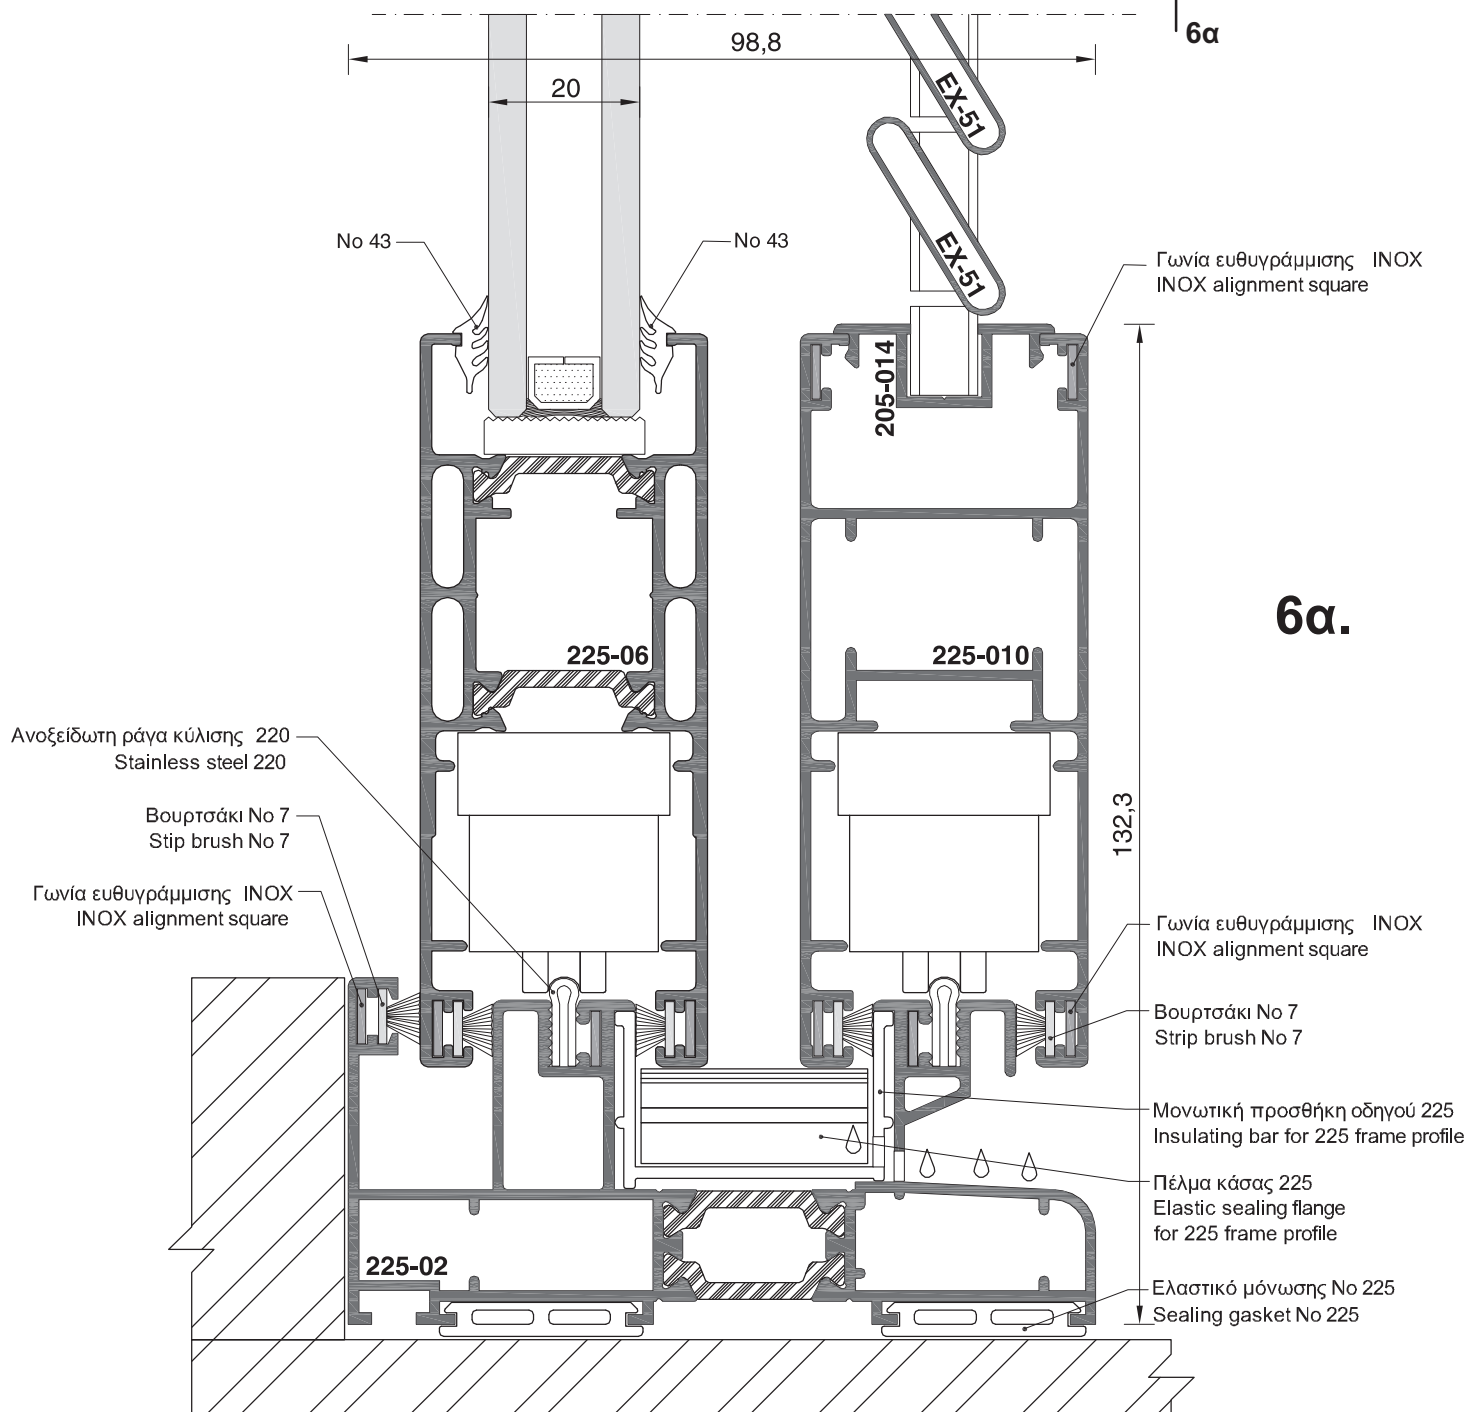 6α
98,8
20
EX-51
EX-51
No 43
No 43
Γωνία ευθυγράμμισης INOX
INOX alignment square
205-014
6α.
225-06
225-010
Ανοξείδωτη ράγα κύλισης 220
Stainless steel 220
132,3
Βουρτσάκι No 7
Stip brush No 7
Γωνία ευθυγράμμισης INOX
INOX alignment square
Γωνία ευθυγράμμισης INOX
INOX alignment square
Βουρτσάκι No 7
Strip brush No 7
Μονωτική προσθήκη οδηγού 225
Insulating bar for 225 frame profile
Πέλμα κάσας 225
Elastic sealing flange
for 225 frame profile
225-02
Ελαστικό μόνωσης No 225
Sealing gasket No 225